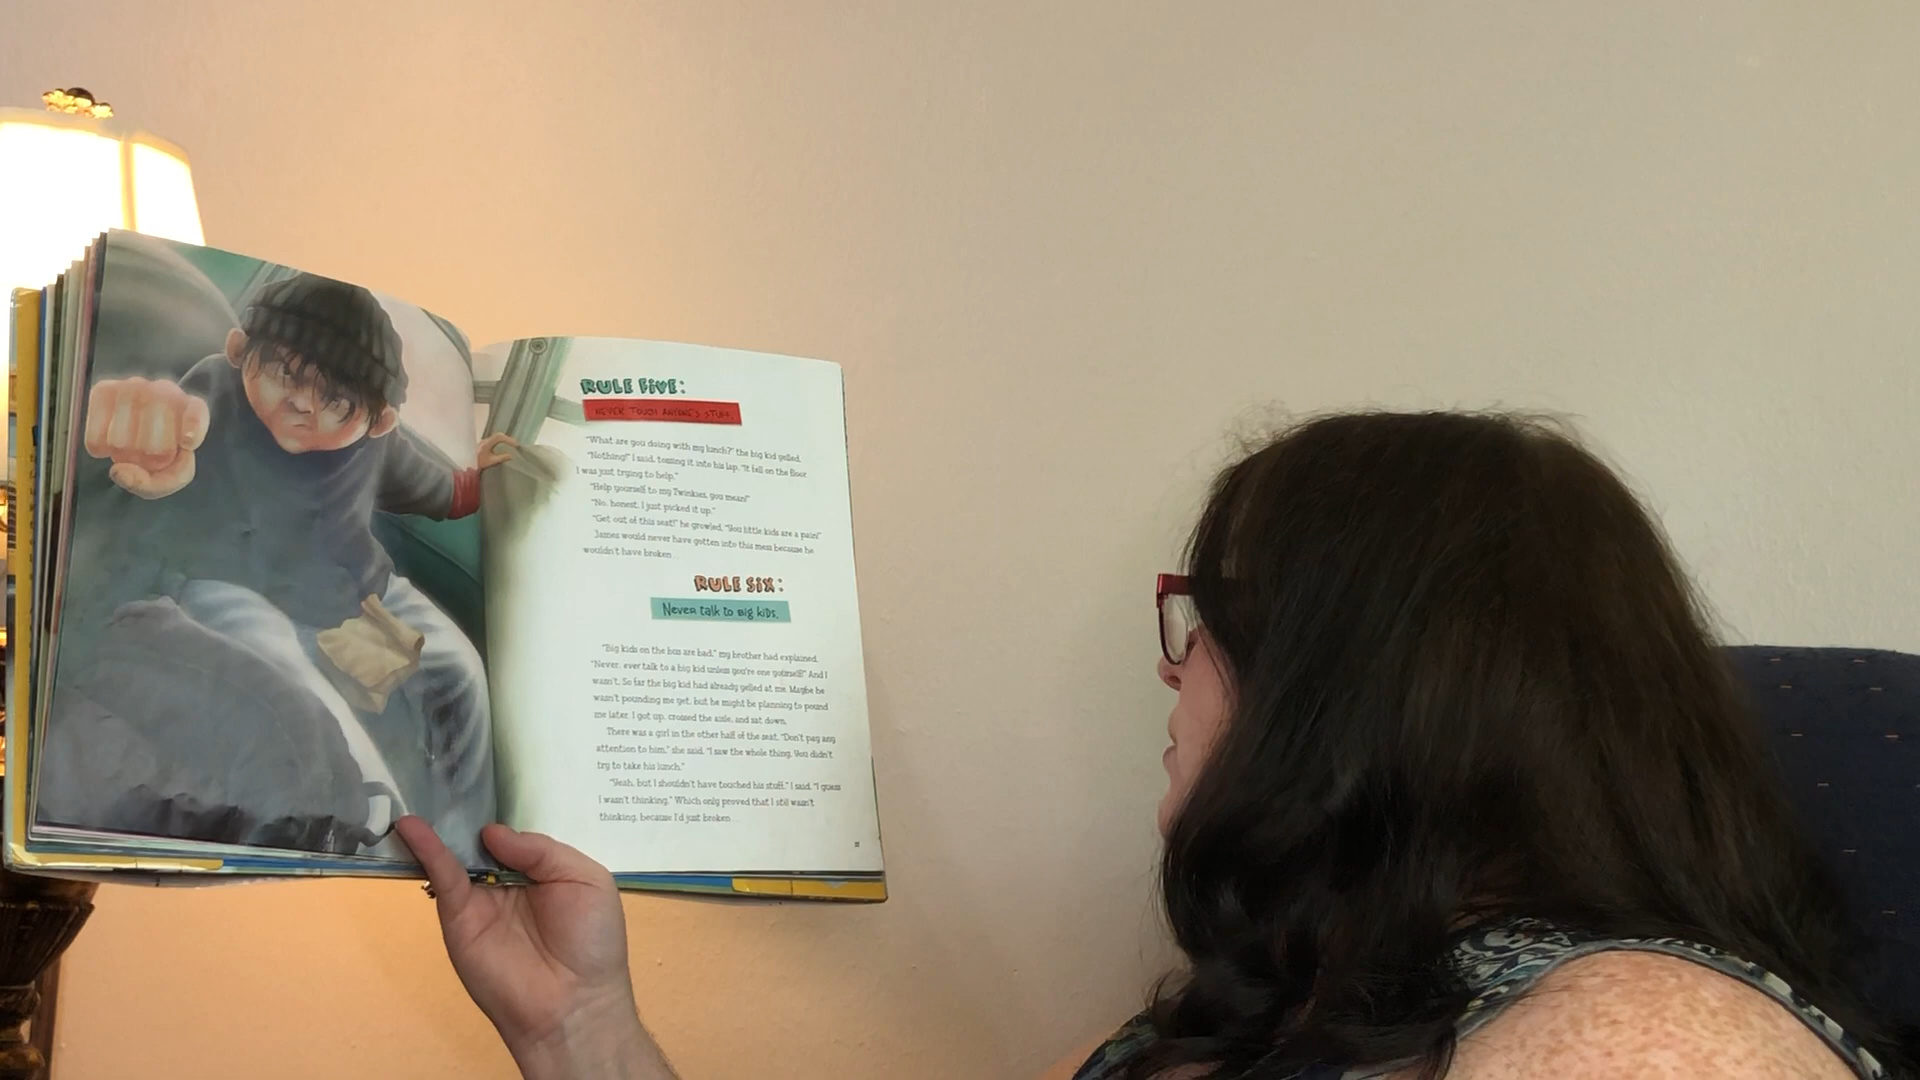 RULE FIVE:
NEVER TOUCH ANYONE'S STUFF.
"What are you doing with my lunch?" the big kid yelled.
"Nothing!" I said, tossing it into his lap. "It fell on the floor.
I was just trying to help."
"Help yourself to my Twinkies, you mean!"
"No, honest, I just picked it up."
"Get out of this seat!" he growled. "You little kids are a pain!"
James would never have gotten into this mess because he
wouldn't have broken...
RULE SIX:
Never talk to big kids.
"Big kids on the bus are bad," my brother had explained.
"Never, ever talk to a big kid unless you're one yourself!" And I
wasn't. So far the big kid had already yelled at me. Maybe he
wasn't pounding me yet, but he might be planning to pound
me later. I got up, crossed the aisle, and sat down.
There was a girl in the other half of the seat. "Don't pay any
attention to him," she said. "I saw the whole thing. You didn't
try to take his lunch."
"Yeah, but I shouldn't have touched his stuff," I said. "I guess
I wasn't thinking." Which only proved that I still wasn't
thinking, because I'd just broken...